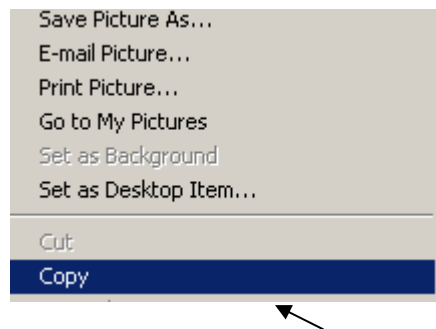 Save Picture As...
E-mail Picture...
Print Picture...
Go to My Pictures
Set as Background
Set as Desktop Item...
Cut
Copy